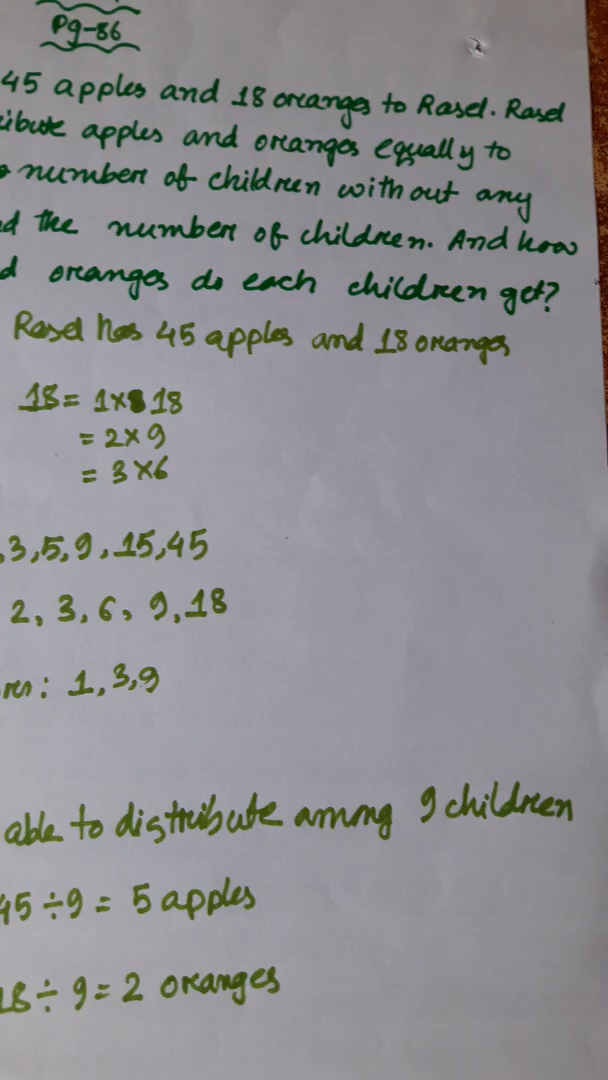 Pg-86
45 apples and 18 oranges to Rasel. Rasel
apples and oranges equally to
number of children without any
the number of children. And how
oranges do each children get?
Rasel has 45 apples and 18 oranges
18 = 1×18
= 2×9
= 3×6
,3,5,9,15,45
2, 3, 6, 9, 18
: 1,3,9
able to distribute among 9 children
45 ÷ 9 = 5 apples
18 ÷ 9 = 2 oranges